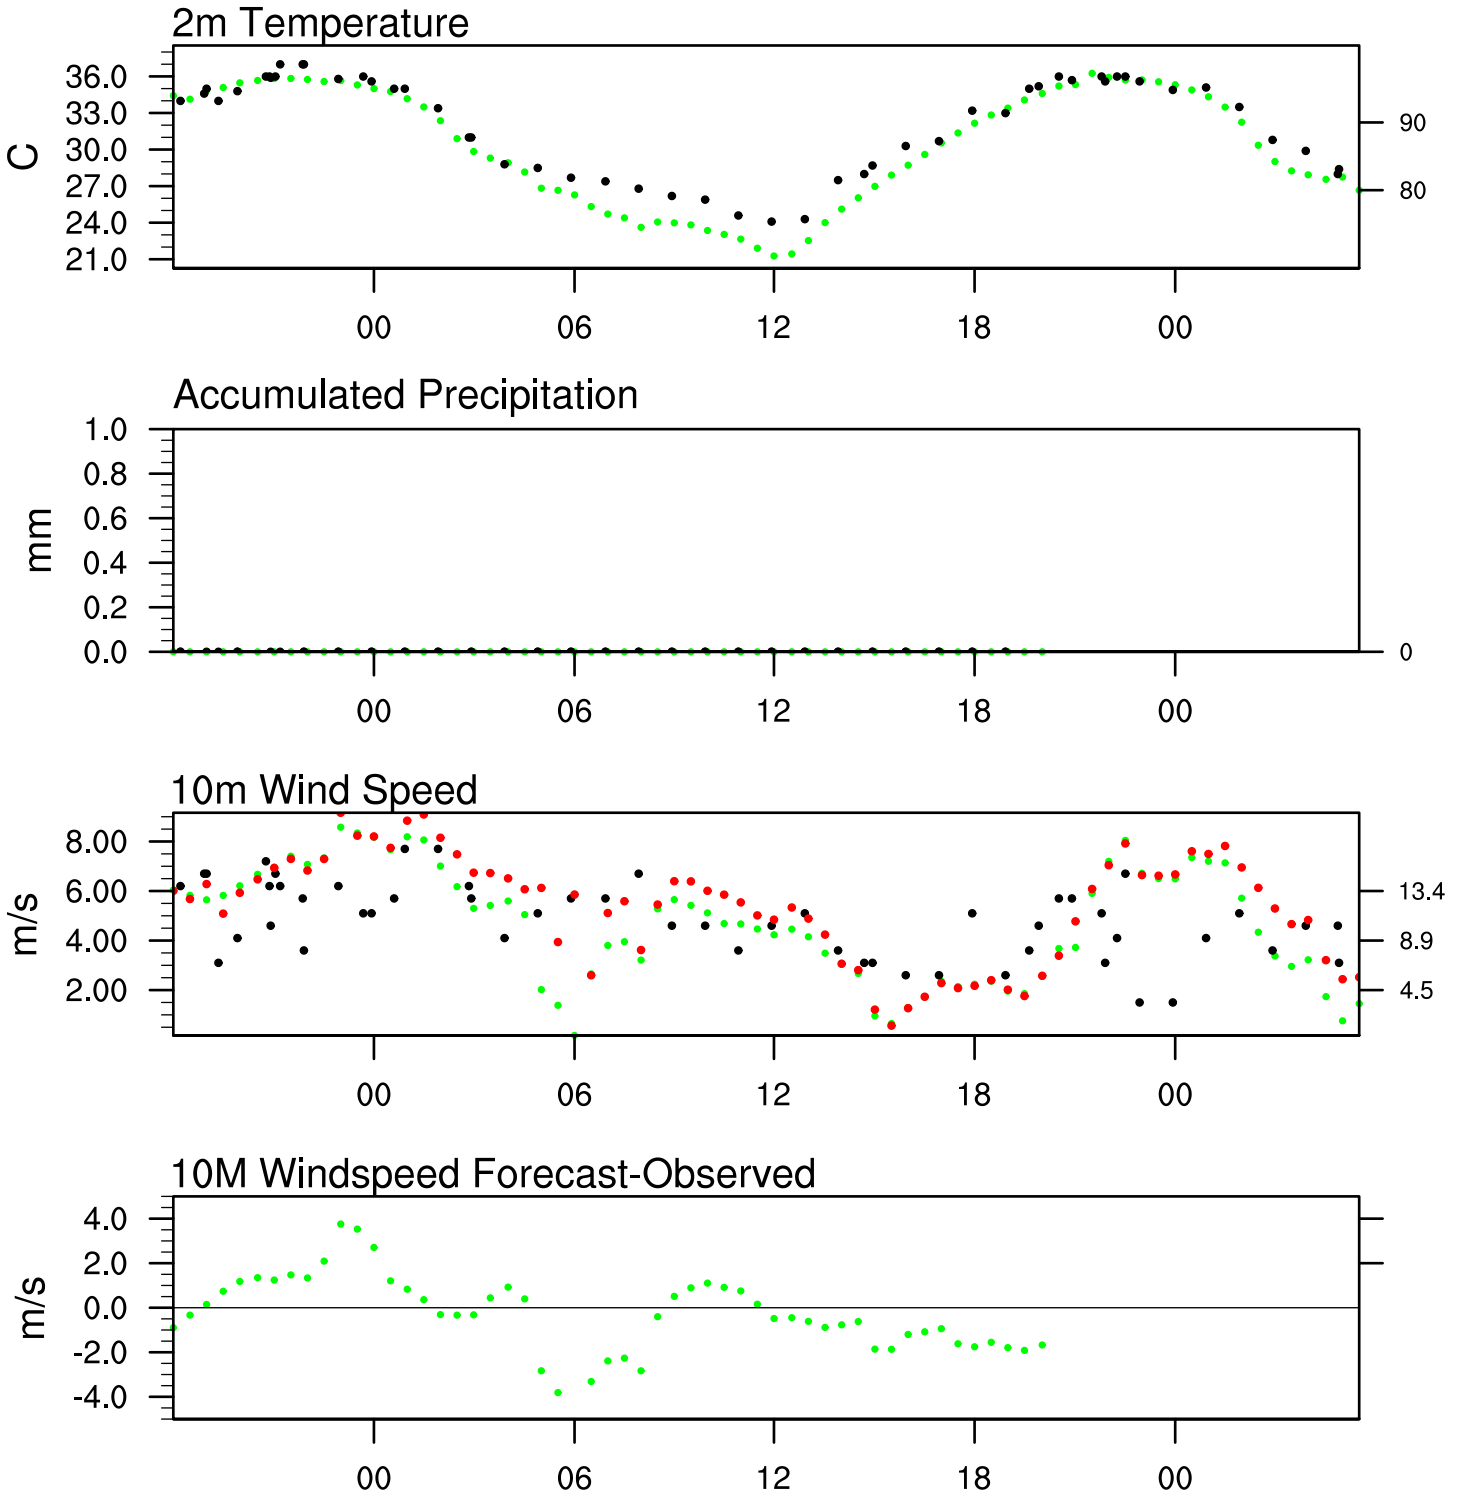 2m Temperature
36.0
33.0
90
30.0
C
27.0
80
24.0
21.0
00 06 12 18 00
Accumulated Precipitation
1.0
0.8
0.6
mm
0.4
0.2
0.0 0
00 06 12 18 00
10m Wind Speed
8.00
6.00 13.4
m/s
4.00 8.9
2.00 4.5
00 06 12 18 00
10M Windspeed Forecast-Observed
4.0
2.0
m/s
0.0
-2.0
-4.0
00 06 12 18 00